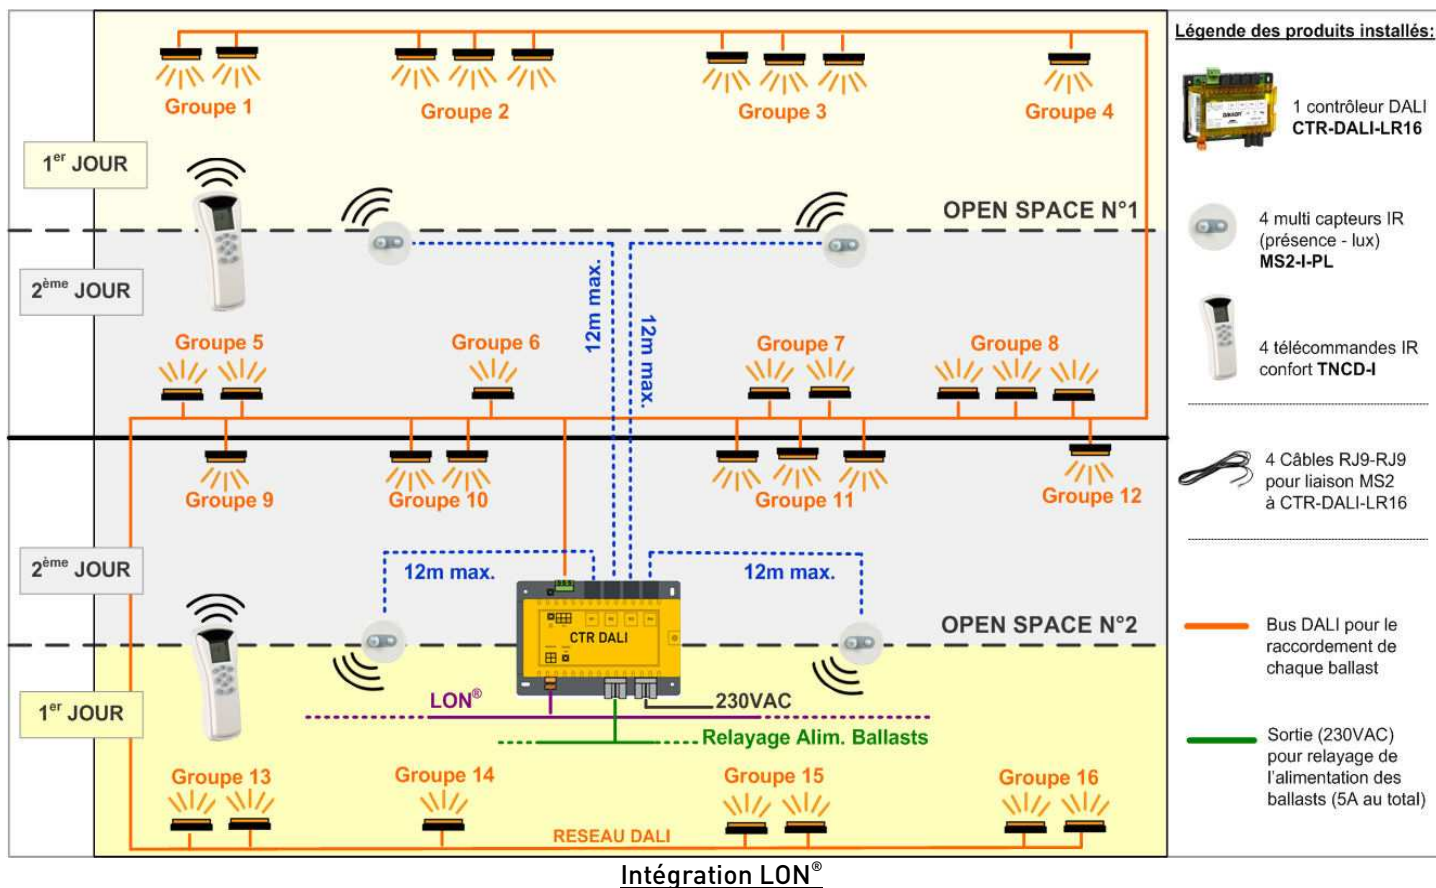 Groupe 1
Groupe 2
Groupe 3
Groupe 4
1er JOUR
OPEN SPACE N°1
2ème JOUR
12m max.
12m max.
Groupe 5
Groupe 6
Groupe 7
Groupe 8
Groupe 9
Groupe 10
Groupe 11
Groupe 12
2ème JOUR
12m max.
12m max.
CTR DALI
OPEN SPACE N°2
1er JOUR
LON®
230VAC
Relayage Alim. Ballasts
Groupe 13
Groupe 14
Groupe 15
Groupe 16
RESEAU DALI
Légende des produits installés:
1 contrôleur DALI
CTR-DALI-LR16
4 multi capteurs IR
(présence - lux)
MS2-I-PL
4 télécommandes IR
confort TNCD-I
4 Câbles RJ9-RJ9
pour liaison MS2
à CTR-DALI-LR16
Bus DALI pour le
raccordement de
chaque ballast
Sortie (230VAC)
pour relayage de
l'alimentation des
ballasts (5A au total)
Intégration LON®